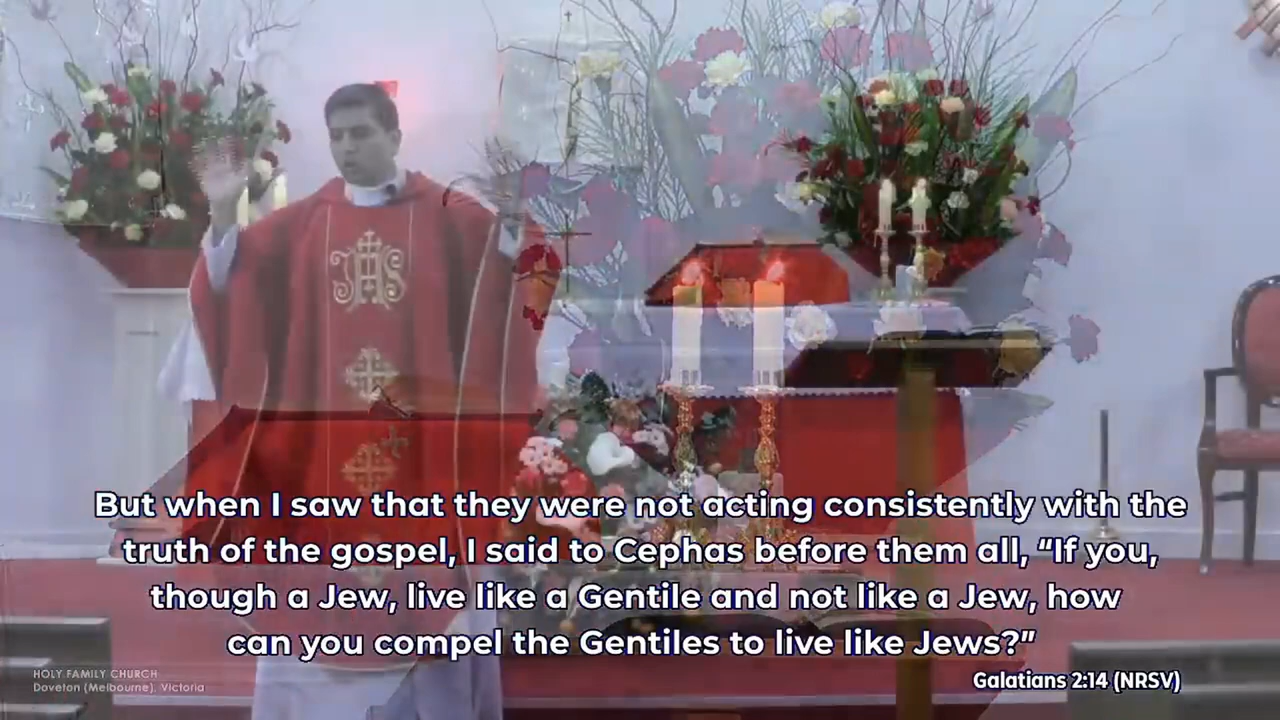 IHS
But when I saw that they were not acting consistently with the
truth of the gospel, I said to Cephas before them all, “If you,
though a Jew, live like a Gentile and not like a Jew, how
can you compel the Gentiles to live like Jews?”
Galatians 2:14 (NRSV)
HOLY FAMILY CHURCH
Doveton (Melbourne), Victoria